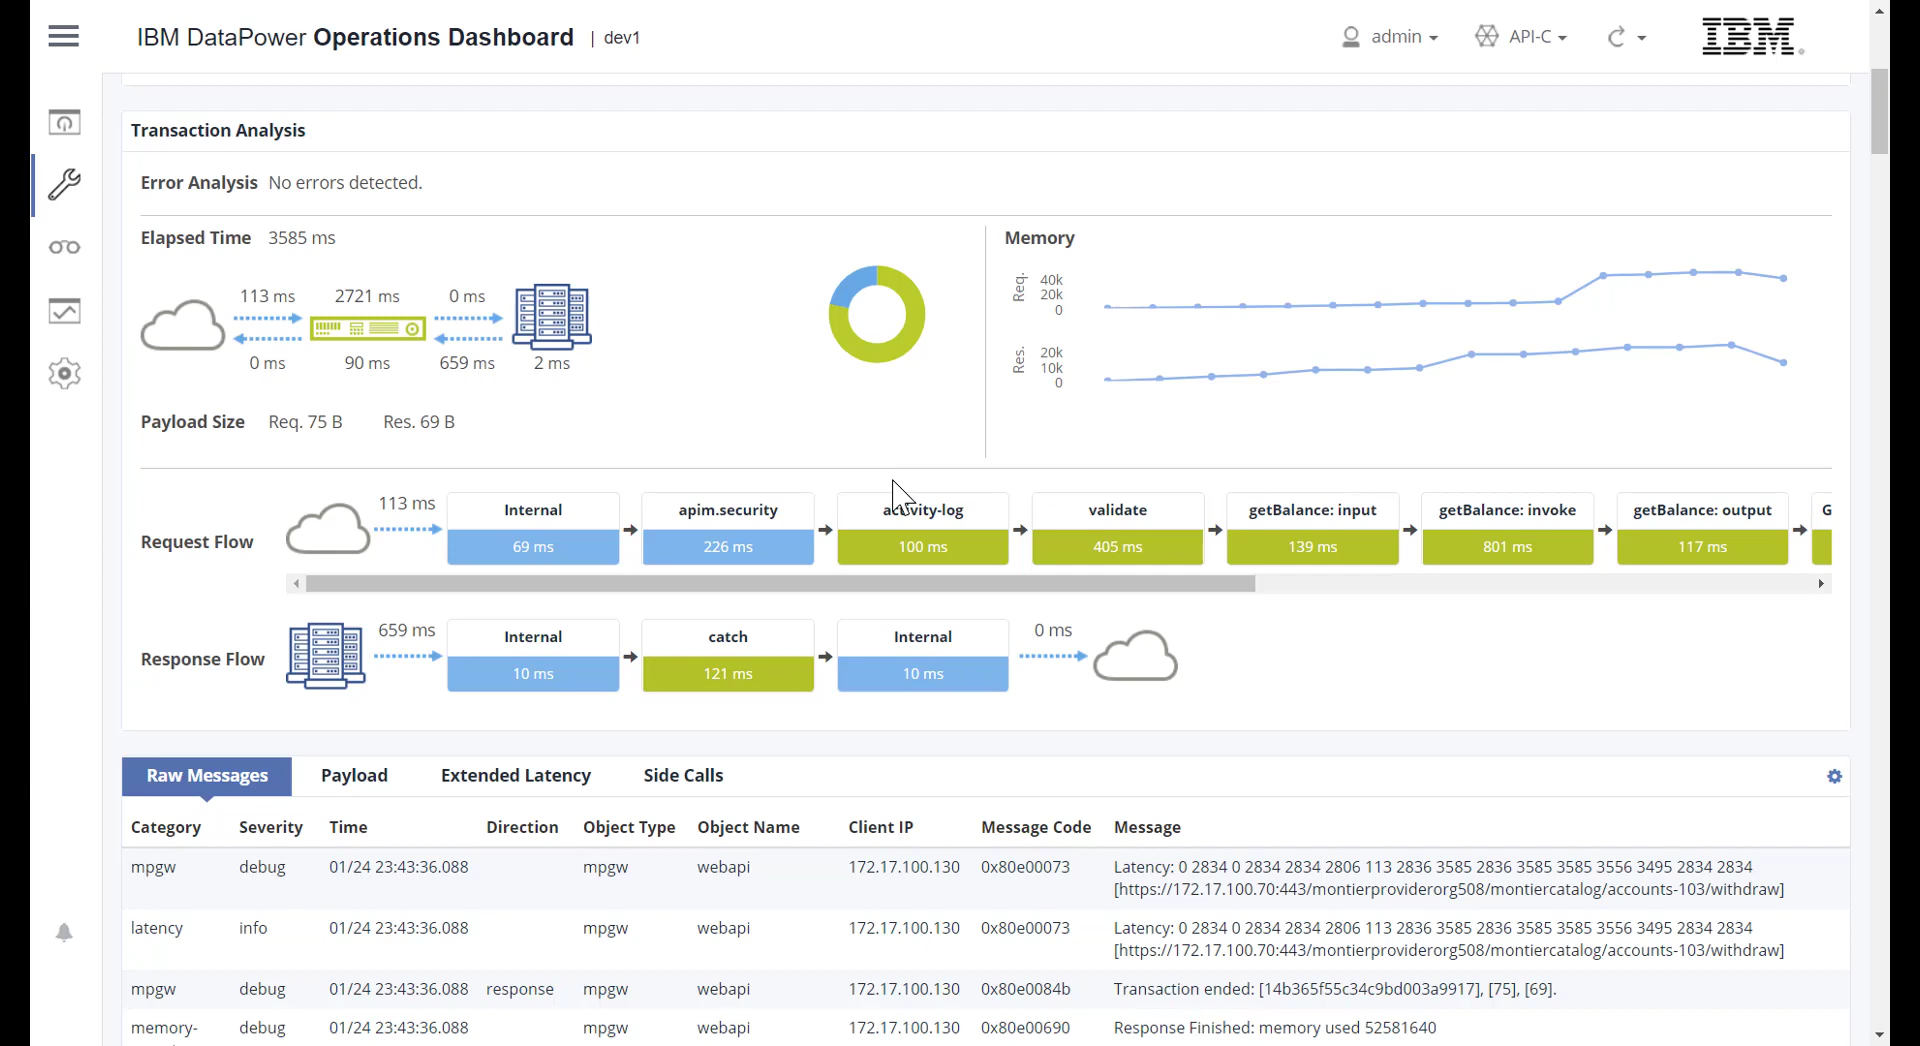 IBM DataPower Operations Dashboard | dev1
admin
API-C
IBM
Transaction Analysis
Error Analysis No errors detected.
Elapsed Time 3585 ms
113 ms 2721 ms 0 ms
0 ms 90 ms 659 ms 2 ms
Payload Size Req. 75 B Res. 69 B
Memory
Req.
40k
20k
0
Res.
20k
10k
0
Request Flow
113 ms
Internal
69 ms
apim.security
226 ms
activity-log
100 ms
validate
405 ms
getBalance: input
139 ms
getBalance: invoke
801 ms
getBalance: output
117 ms
G
Response Flow
659 ms
Internal
10 ms
catch
121 ms
Internal
10 ms
0 ms
Raw Messages Payload Extended Latency Side Calls
Category Severity Time Direction Object Type Object Name Client IP Message Code Message
mpgw debug 01/24 23:43:36.088 mpgw webapi 172.17.100.130 0x80e00073 Latency: 0 2834 0 2834 2834 2806 113 2836 3585 2836 3585 3585 3556 3495 2834 2834
[https://172.17.100.70:443/montierproviderorg508/montiercatalog/accounts-103/withdraw]
latency info 01/24 23:43:36.088 mpgw webapi 172.17.100.130 0x80e00073 Latency: 0 2834 0 2834 2834 2806 113 2836 3585 2836 3585 3585 3556 3495 2834 2834
[https://172.17.100.70:443/montierproviderorg508/montiercatalog/accounts-103/withdraw]
mpgw debug 01/24 23:43:36.088 response mpgw webapi 172.17.100.130 0x80e0084b Transaction ended: [14b365f55c34c9bd003a9917], [75], [69].
memory- debug 01/24 23:43:36.088 mpgw webapi 172.17.100.130 0x80e00690 Response Finished: memory used 52581640